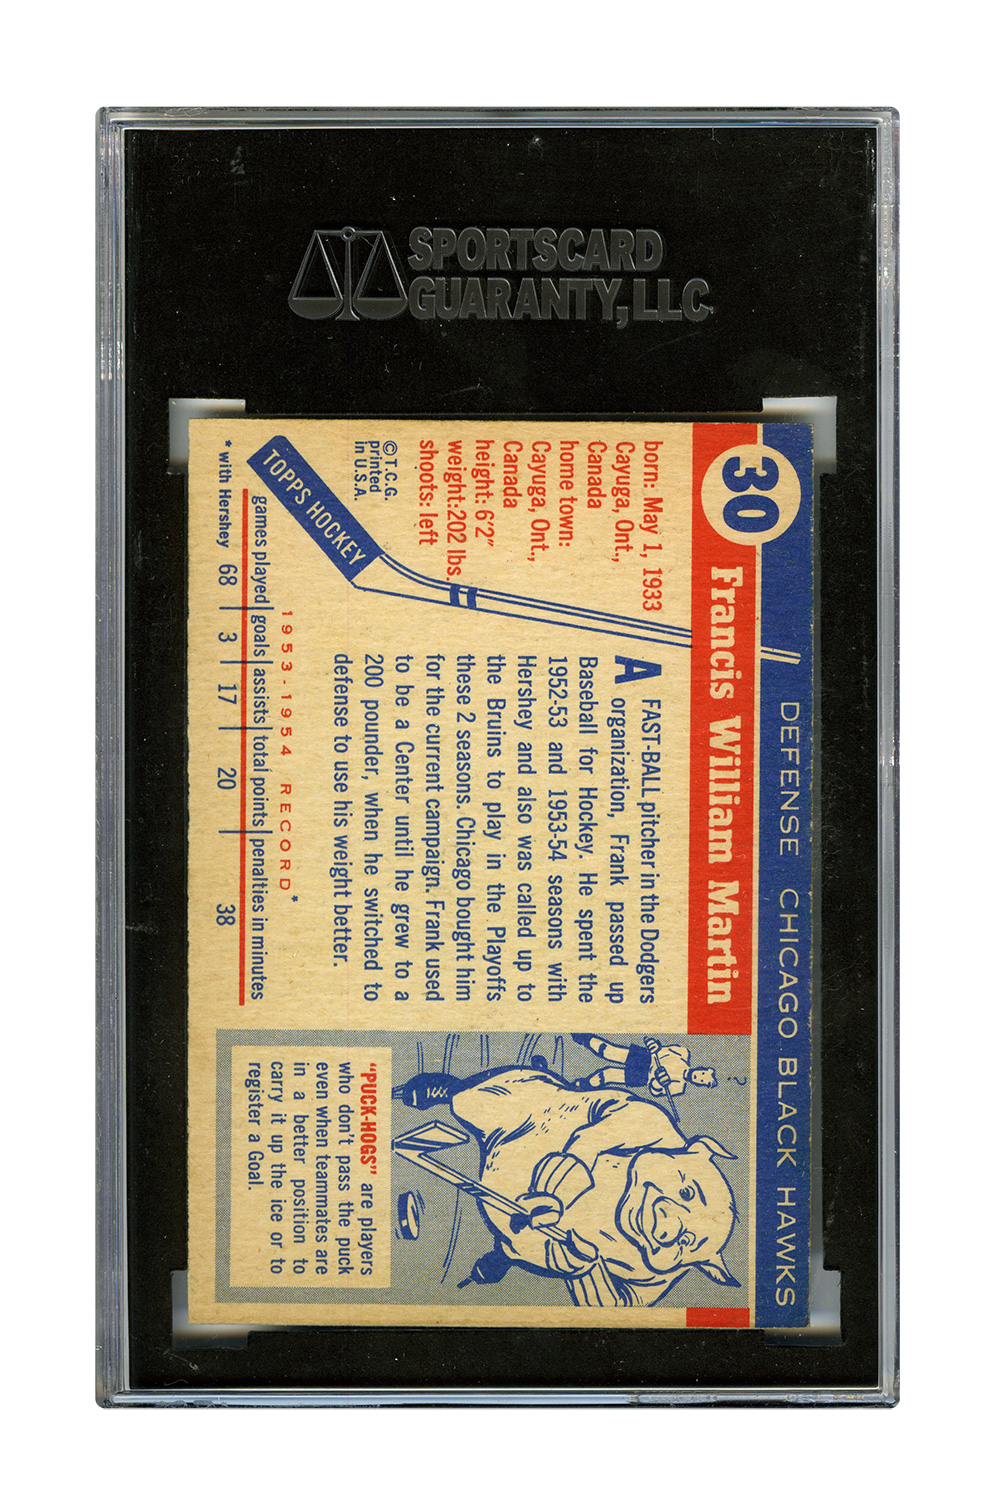 SPORTSCARD
GUARANTY, LLC
30
DEFENSE CHICAGO BLACK HAWKS
Francis William Martin
born: May 1, 1933
Cayuga, Ont.,
Canada
home town:
Cayuga, Ont.,
Canada
height: 6'2"
weight: 202 lbs.
shoots: left
©T.C.G.
printed
in U.S.A.
TOPPS HOCKEY
A FAST-BALL pitcher in the Dodgers
organization, Frank passed up
Baseball for Hockey. He spent the
1952-53 and 1953-54 seasons with
Hershey and also was called up to
the Bruins to play in the Playoffs
these 2 seasons. Chicago bought him
for the current campaign. Frank used
to be a Center until he grew to a
200 pounder, when he switched to
defense to use his weight better.
1953-1954 RECORD*
games played goals assists total points penalties in minutes
* with Hershey 68 3 17 20 38
?
"PUCK-HOGS" are players
who don't pass the puck
even when teammates are
in a better position to
carry it up the ice or to
register a Goal.